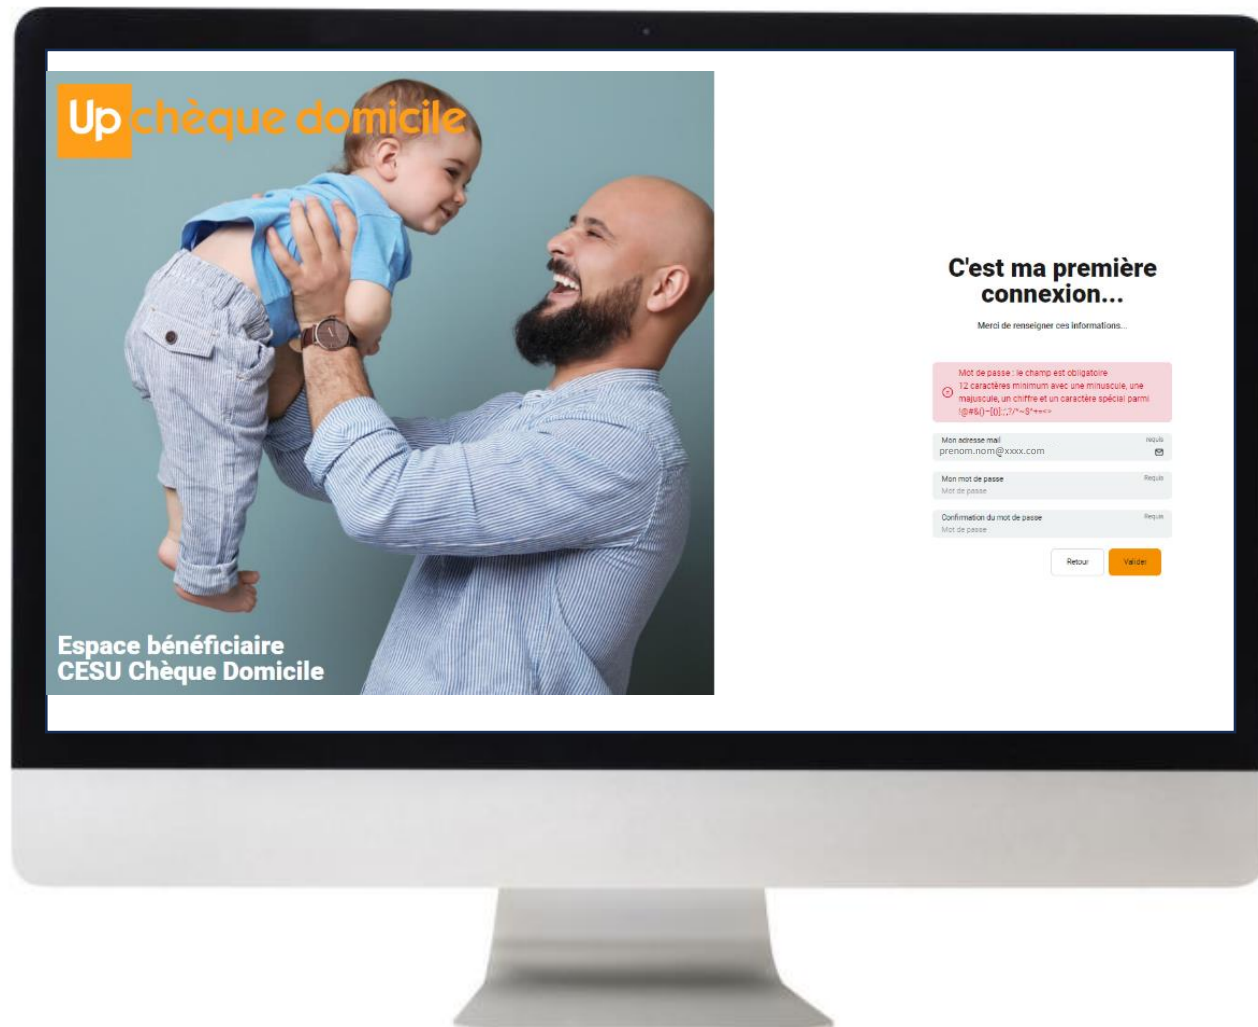 Up chèque domicile
Espace bénéficiaire
CESU Chèque Domicile
C'est ma première
connexion...
Merci de renseigner ces informations...
Mot de passe : le champ est obligatoire
12 caractères minimum avec une minuscule, une
majuscule, un chiffre et un caractère spécial parmi
Mon adresse mail requis
prenom.nom@xxxx.com
Mon mot de passe Requis
Mot de passe
Confirmation du mot de passe Requis
Mot de passe
Retour Valider